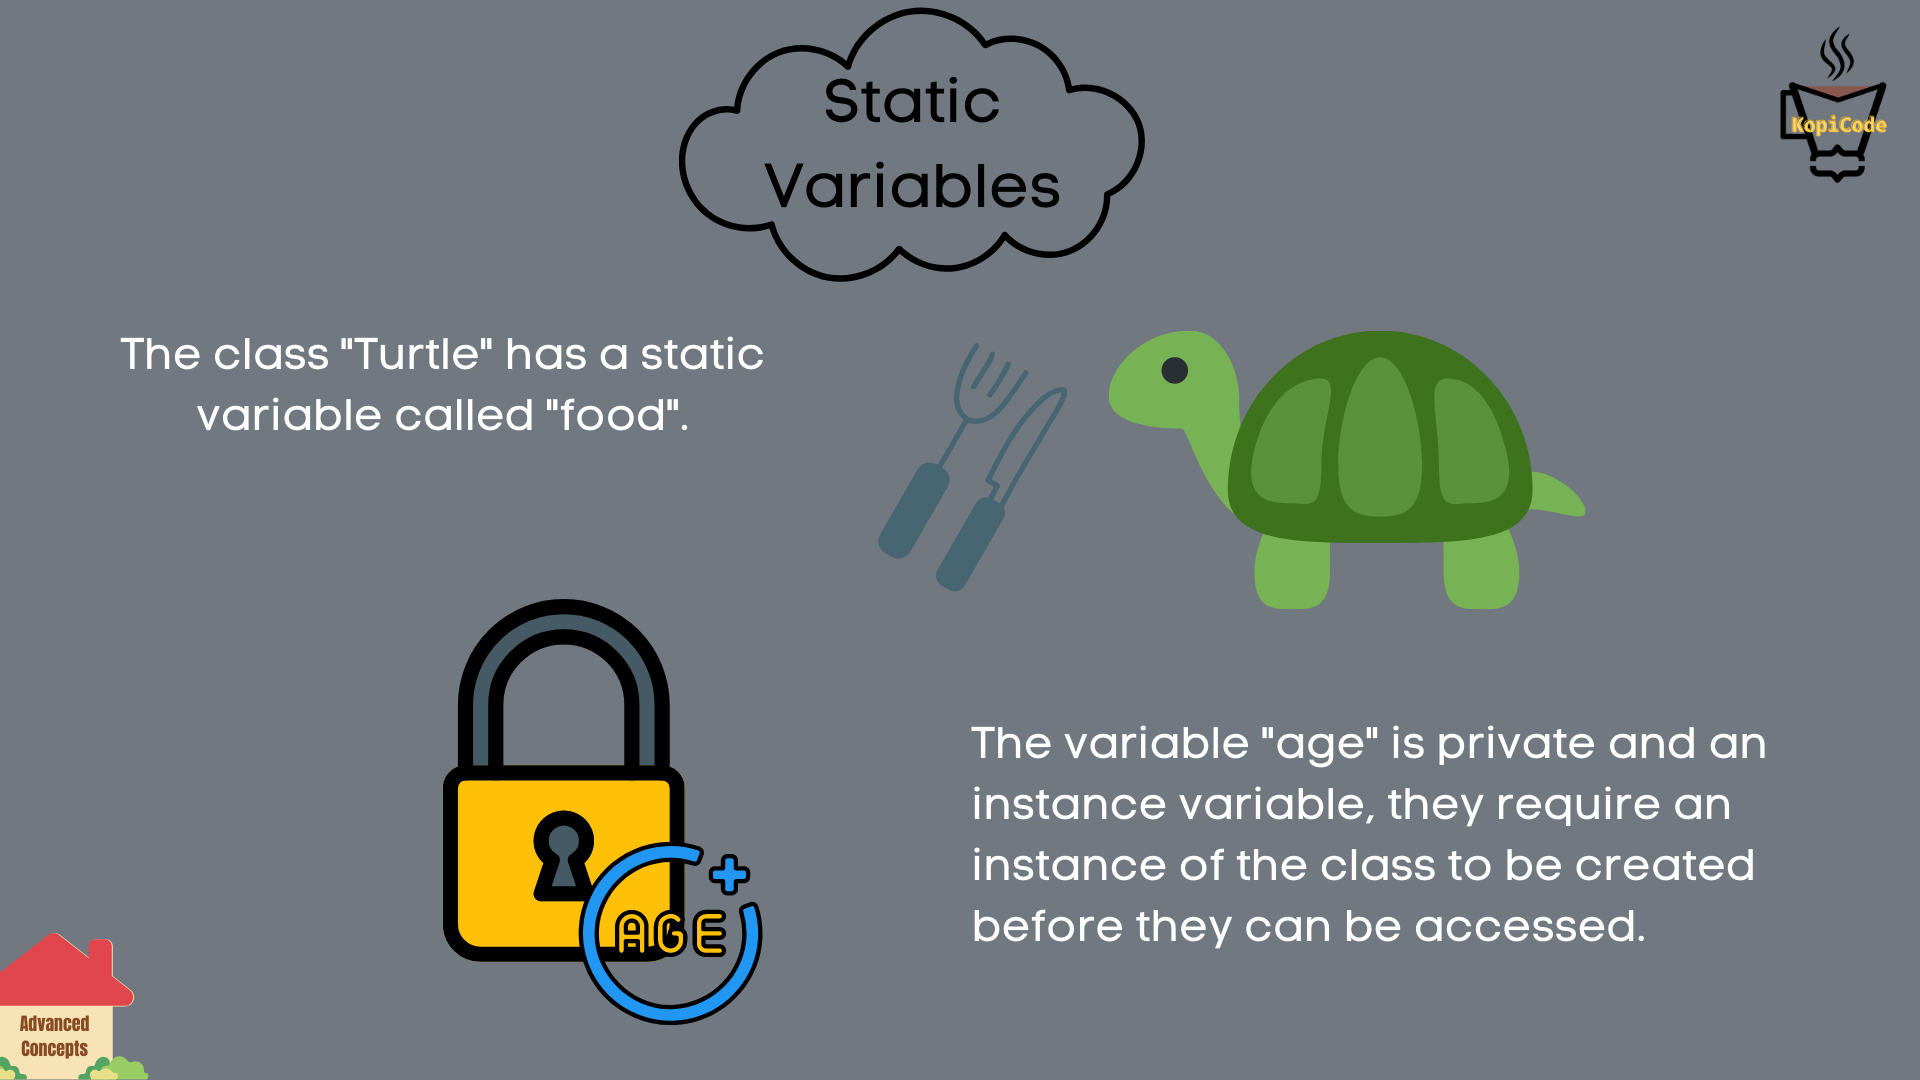 Static
Variables
KopiCode
The class "Turtle" has a static
variable called "food".
The variable "age" is private and an
instance variable, they require an
instance of the class to be created
before they can be accessed.
AGE
Advanced
Concepts